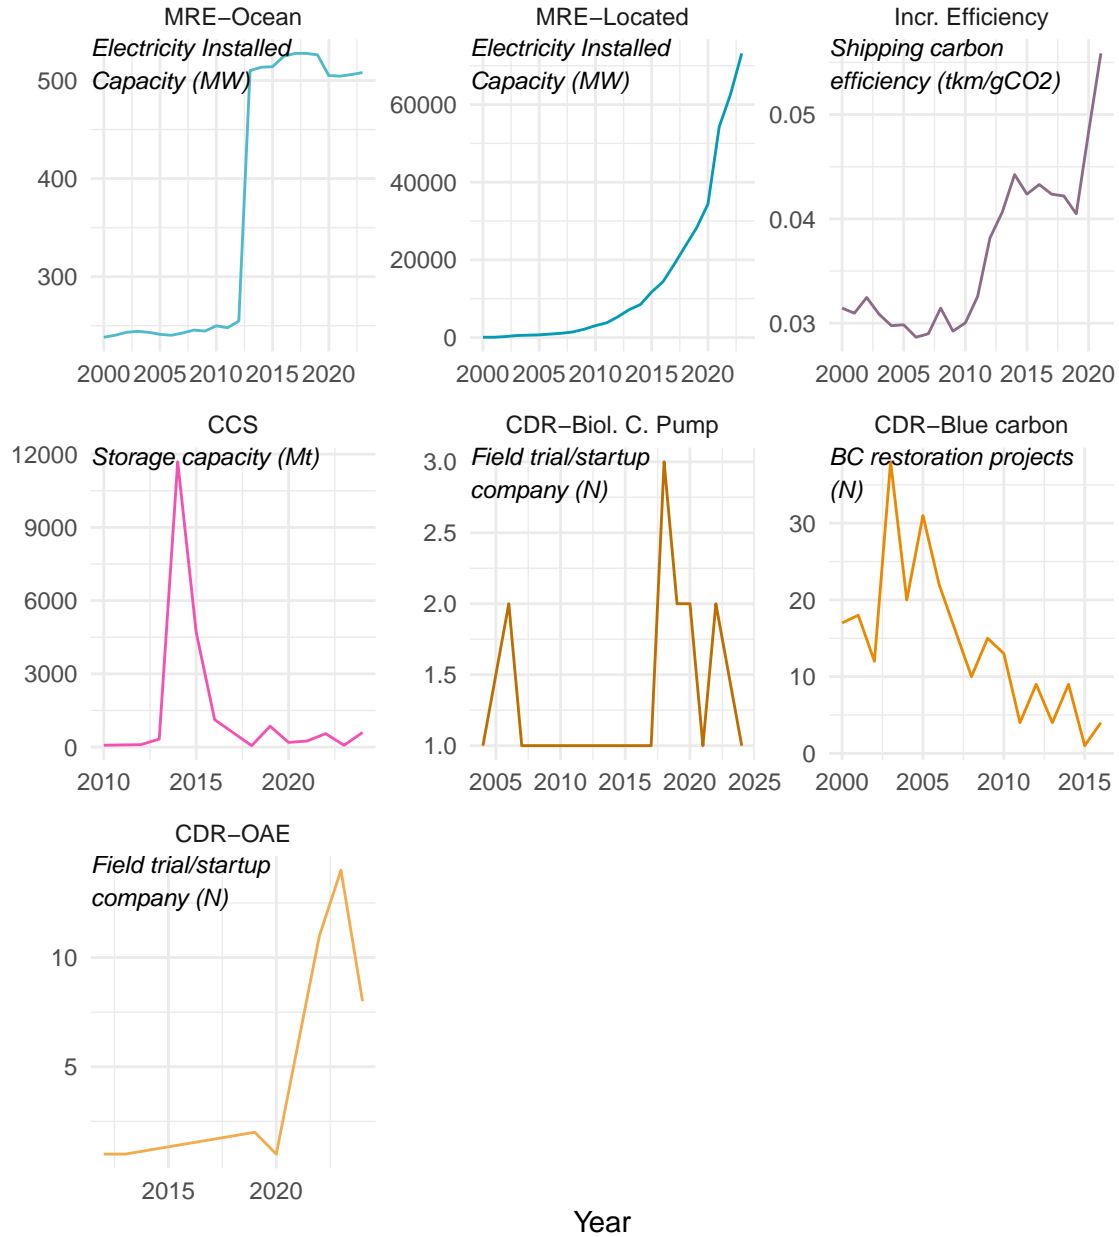 MRE−Ocean
MRE−Located
Incr. Efficiency
Electricity Installed
Capacity (MW)
Electricity Installed
Capacity (MW)
Shipping carbon
efficiency (tkm/gCO2)
500
400
300
60000
40000
20000
0
0.05
0.04
0.03
2000 2005 2010 2015 2020
2000 2005 2010 2015 2020
2000 2005 2010 2015 2020
CCS
CDR−Biol. C. Pump
CDR−Blue carbon
Storage capacity (Mt)
Field trial/startup
company (N)
BC restoration projects
(N)
12000
9000
6000
3000
0
3.0
2.5
2.0
1.5
1.0
30
20
10
0
2010 2015 2020
2005 2010 2015 2020 2025
2000 2005 2010 2015
CDR−OAE
Field trial/startup
company (N)
10
5
2015 2020
Year